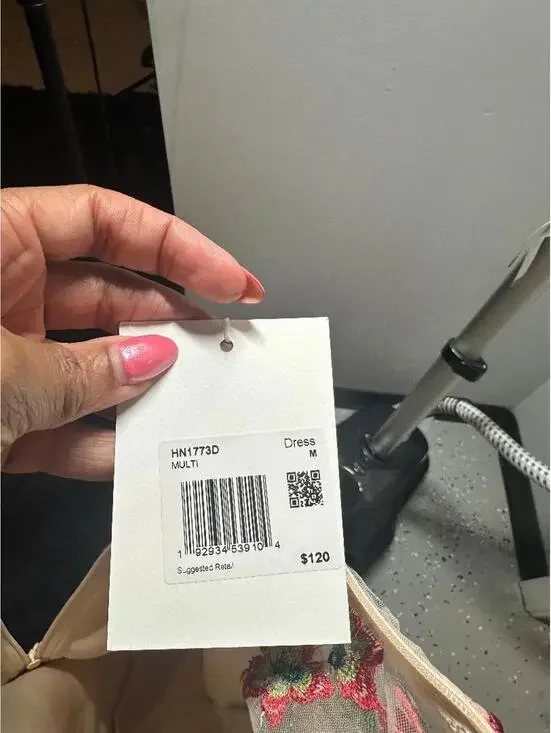 HN1773D Dress
MULTI M
1 92934 53910 4
Suggested Retail $120